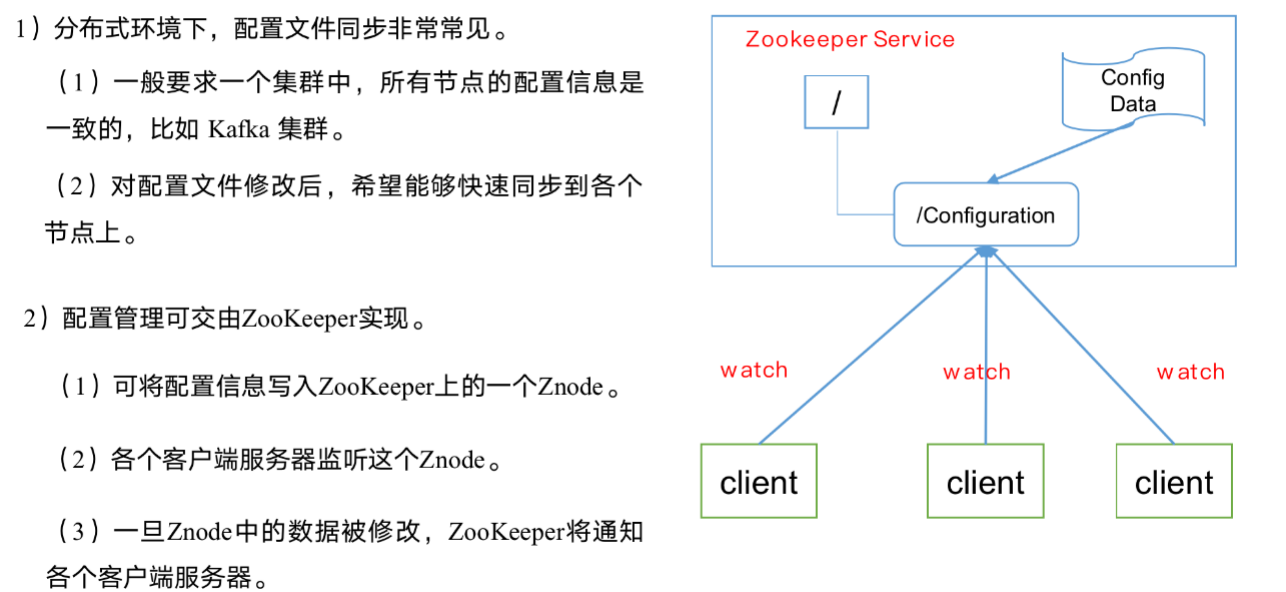 1）分布式环境下，配置文件同步非常常见。
（1）一般要求一个集群中，所有节点的配置信息是
一致的，比如 Kafka 集群。
（2）对配置文件修改后，希望能够快速同步到各个
节点上。
2）配置管理可交由ZooKeeper实现。
（1）可将配置信息写入ZooKeeper上的一个Znode。
（2）各个客户端服务器监听这个Znode。
（3）一旦Znode中的数据被修改，ZooKeeper将通知
各个客户端服务器。
Zookeeper Service
/
Config
Data
/Configuration
watch
watch
watch
client
client
client